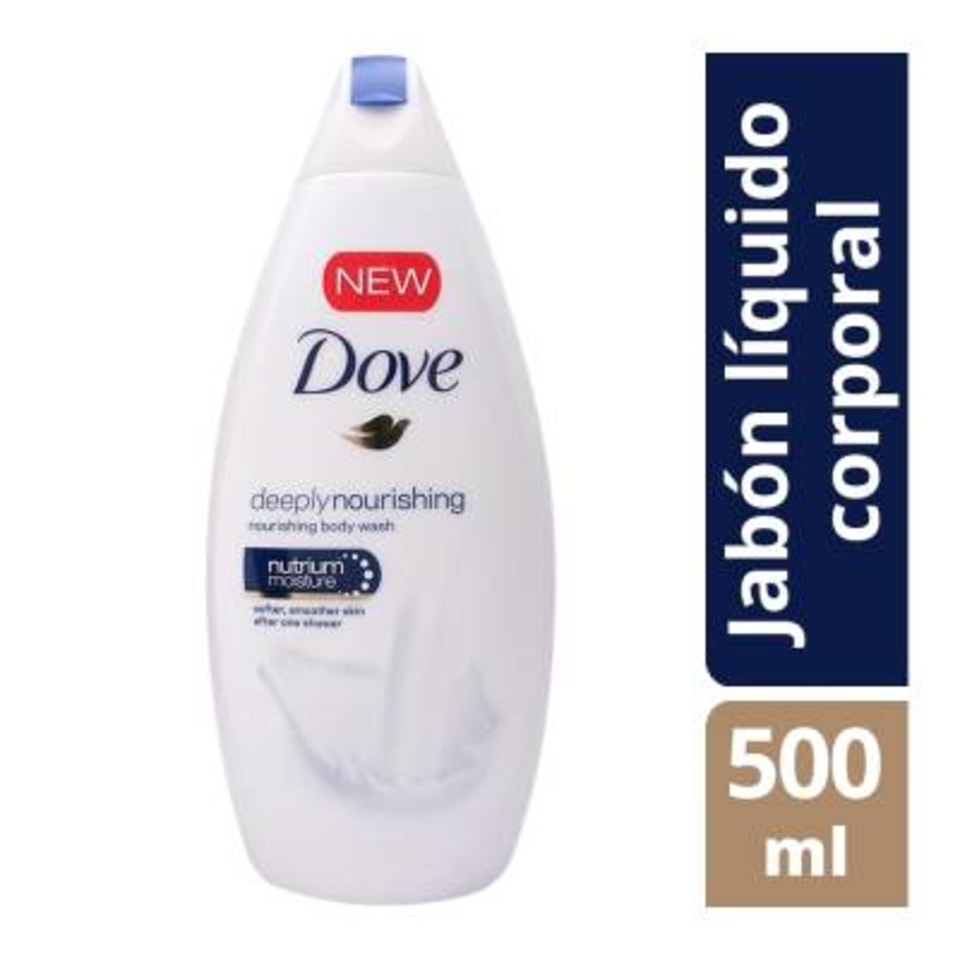 NEW
Dove
deeplynourishing
nourishing body wash
nutrium
moisture
softer, smoother skin
after one shower
Jabón líquido
corporal
500
ml